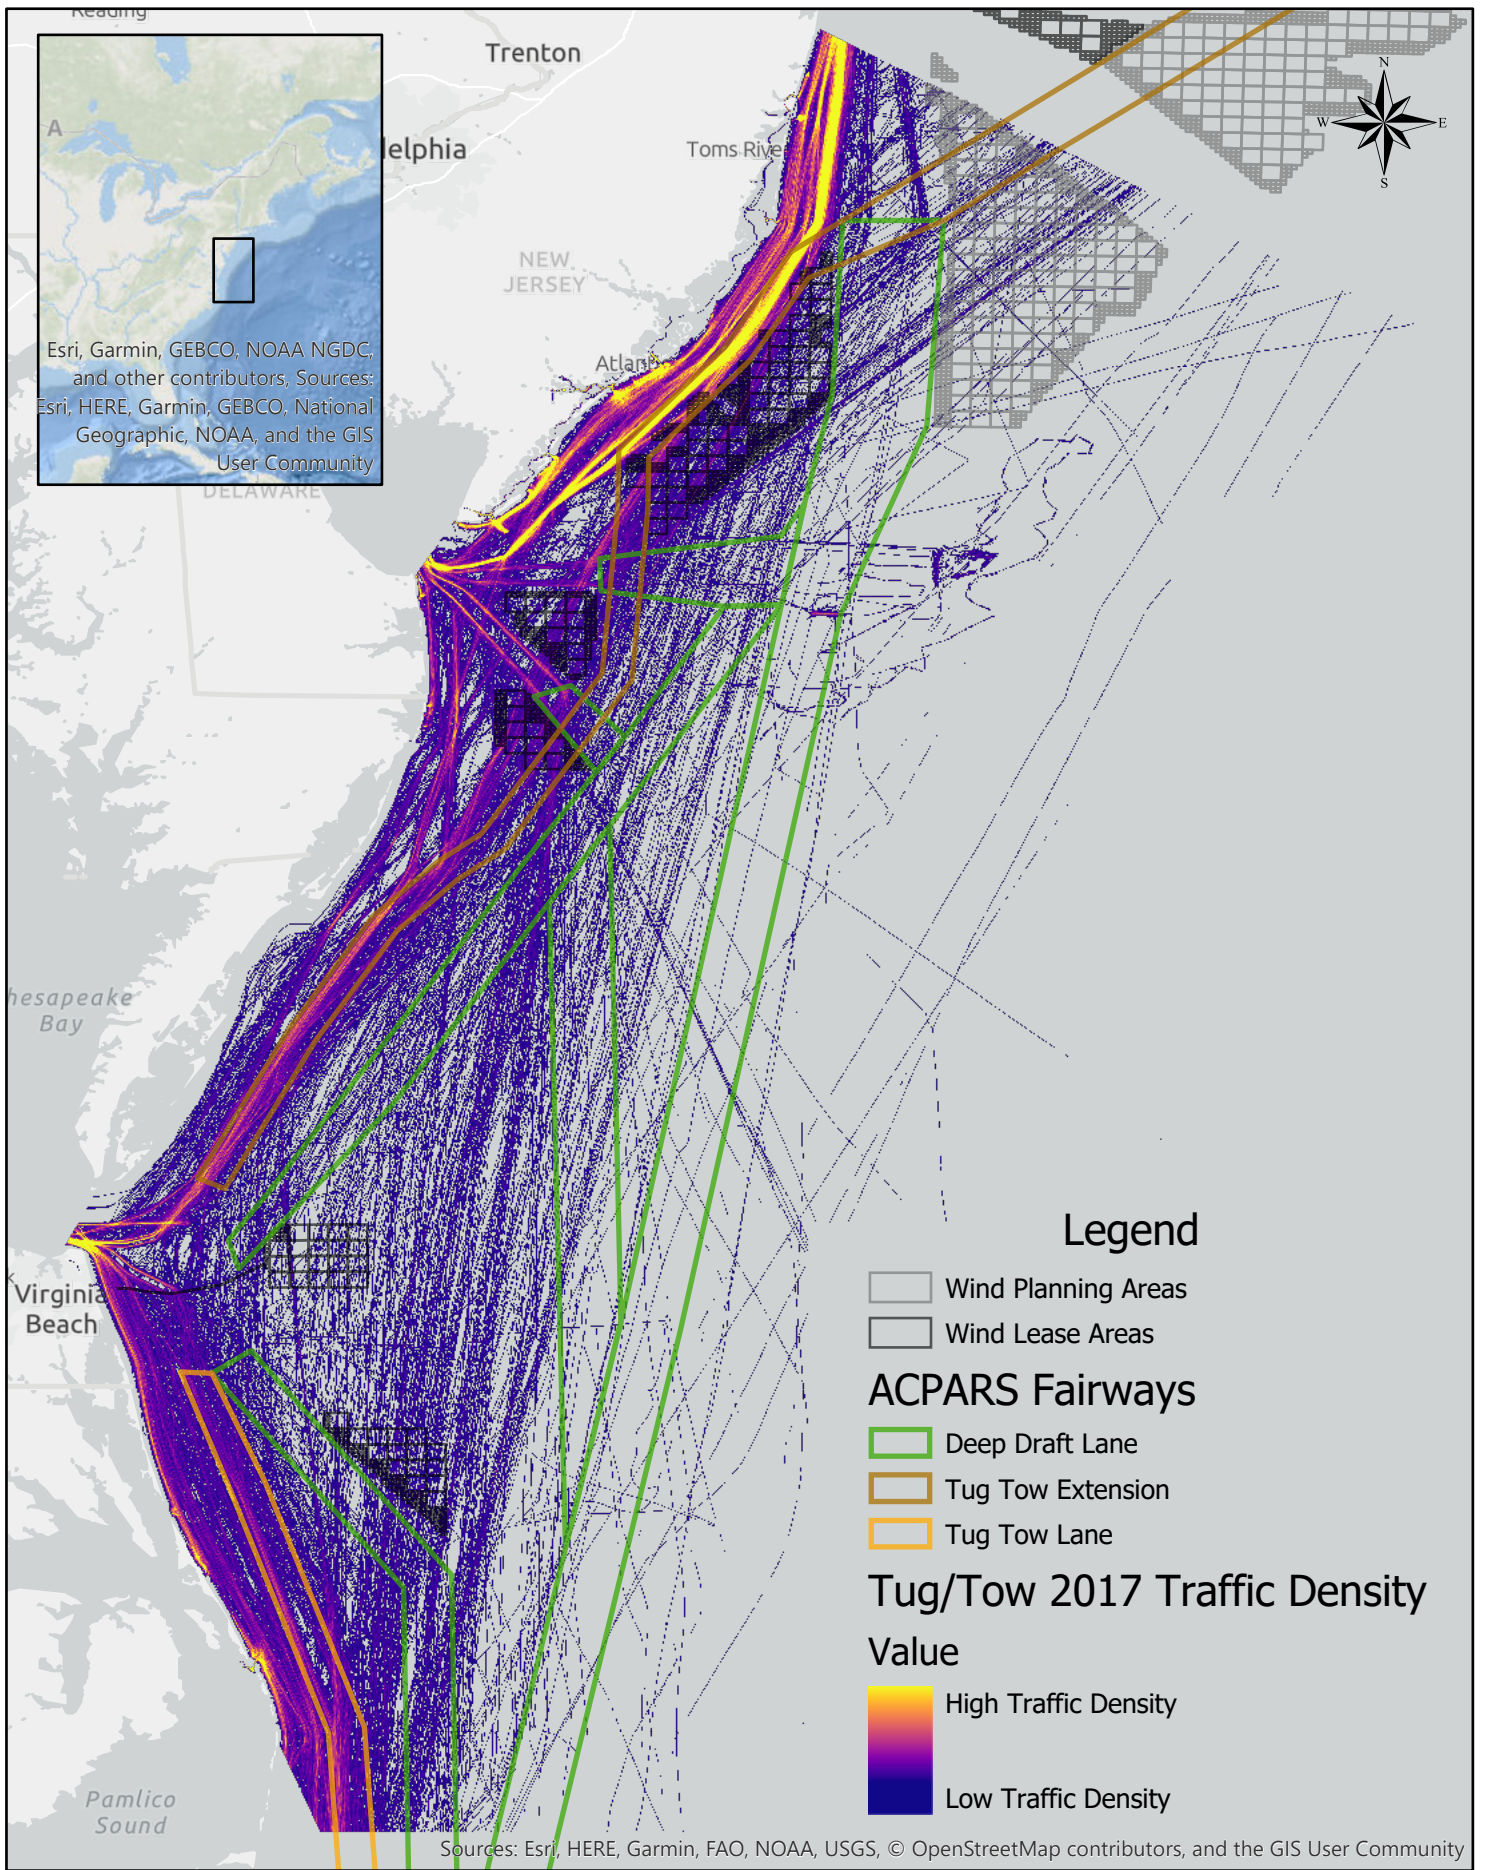 Reading
Trenton
A
delphia
Toms Rive
N
W
E
S
NEW
JERSEY
Esri, Garmin, GEBCO, NOAA NGDC,
and other contributors, Sources:
Esri, HERE, Garmin, GEBCO, National
Geographic, NOAA, and the GIS
User Community
Atlant
DELAWARE
hesapeake
Bay
Virginia
Beach
Pamlico
Sound
Legend
Wind Planning Areas
Wind Lease Areas
ACPARS Fairways
Deep Draft Lane
Tug Tow Extension
Tug Tow Lane
Tug/Tow 2017 Traffic Density
Value
High Traffic Density
Low Traffic Density
Sources: Esri, HERE, Garmin, FAO, NOAA, USGS, © OpenStreetMap contributors, and the GIS User Community